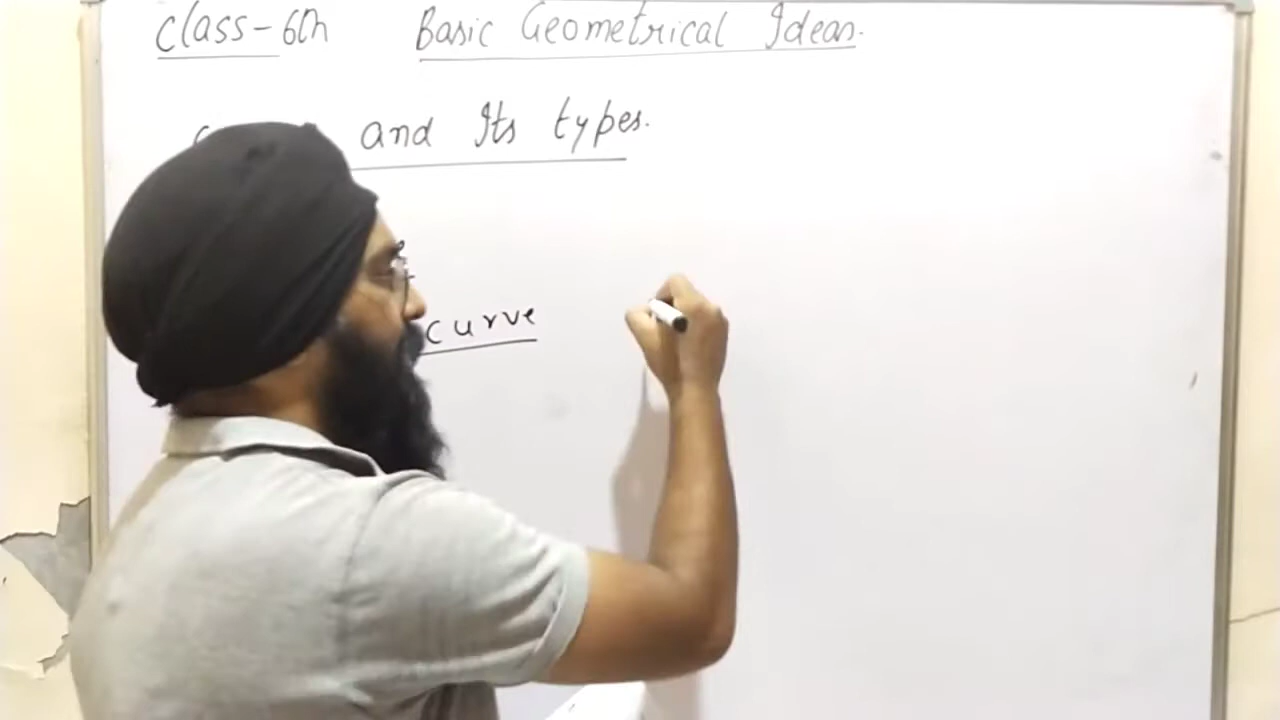 class-6th Basic Geometrical Ideas.
and Its types.
curve